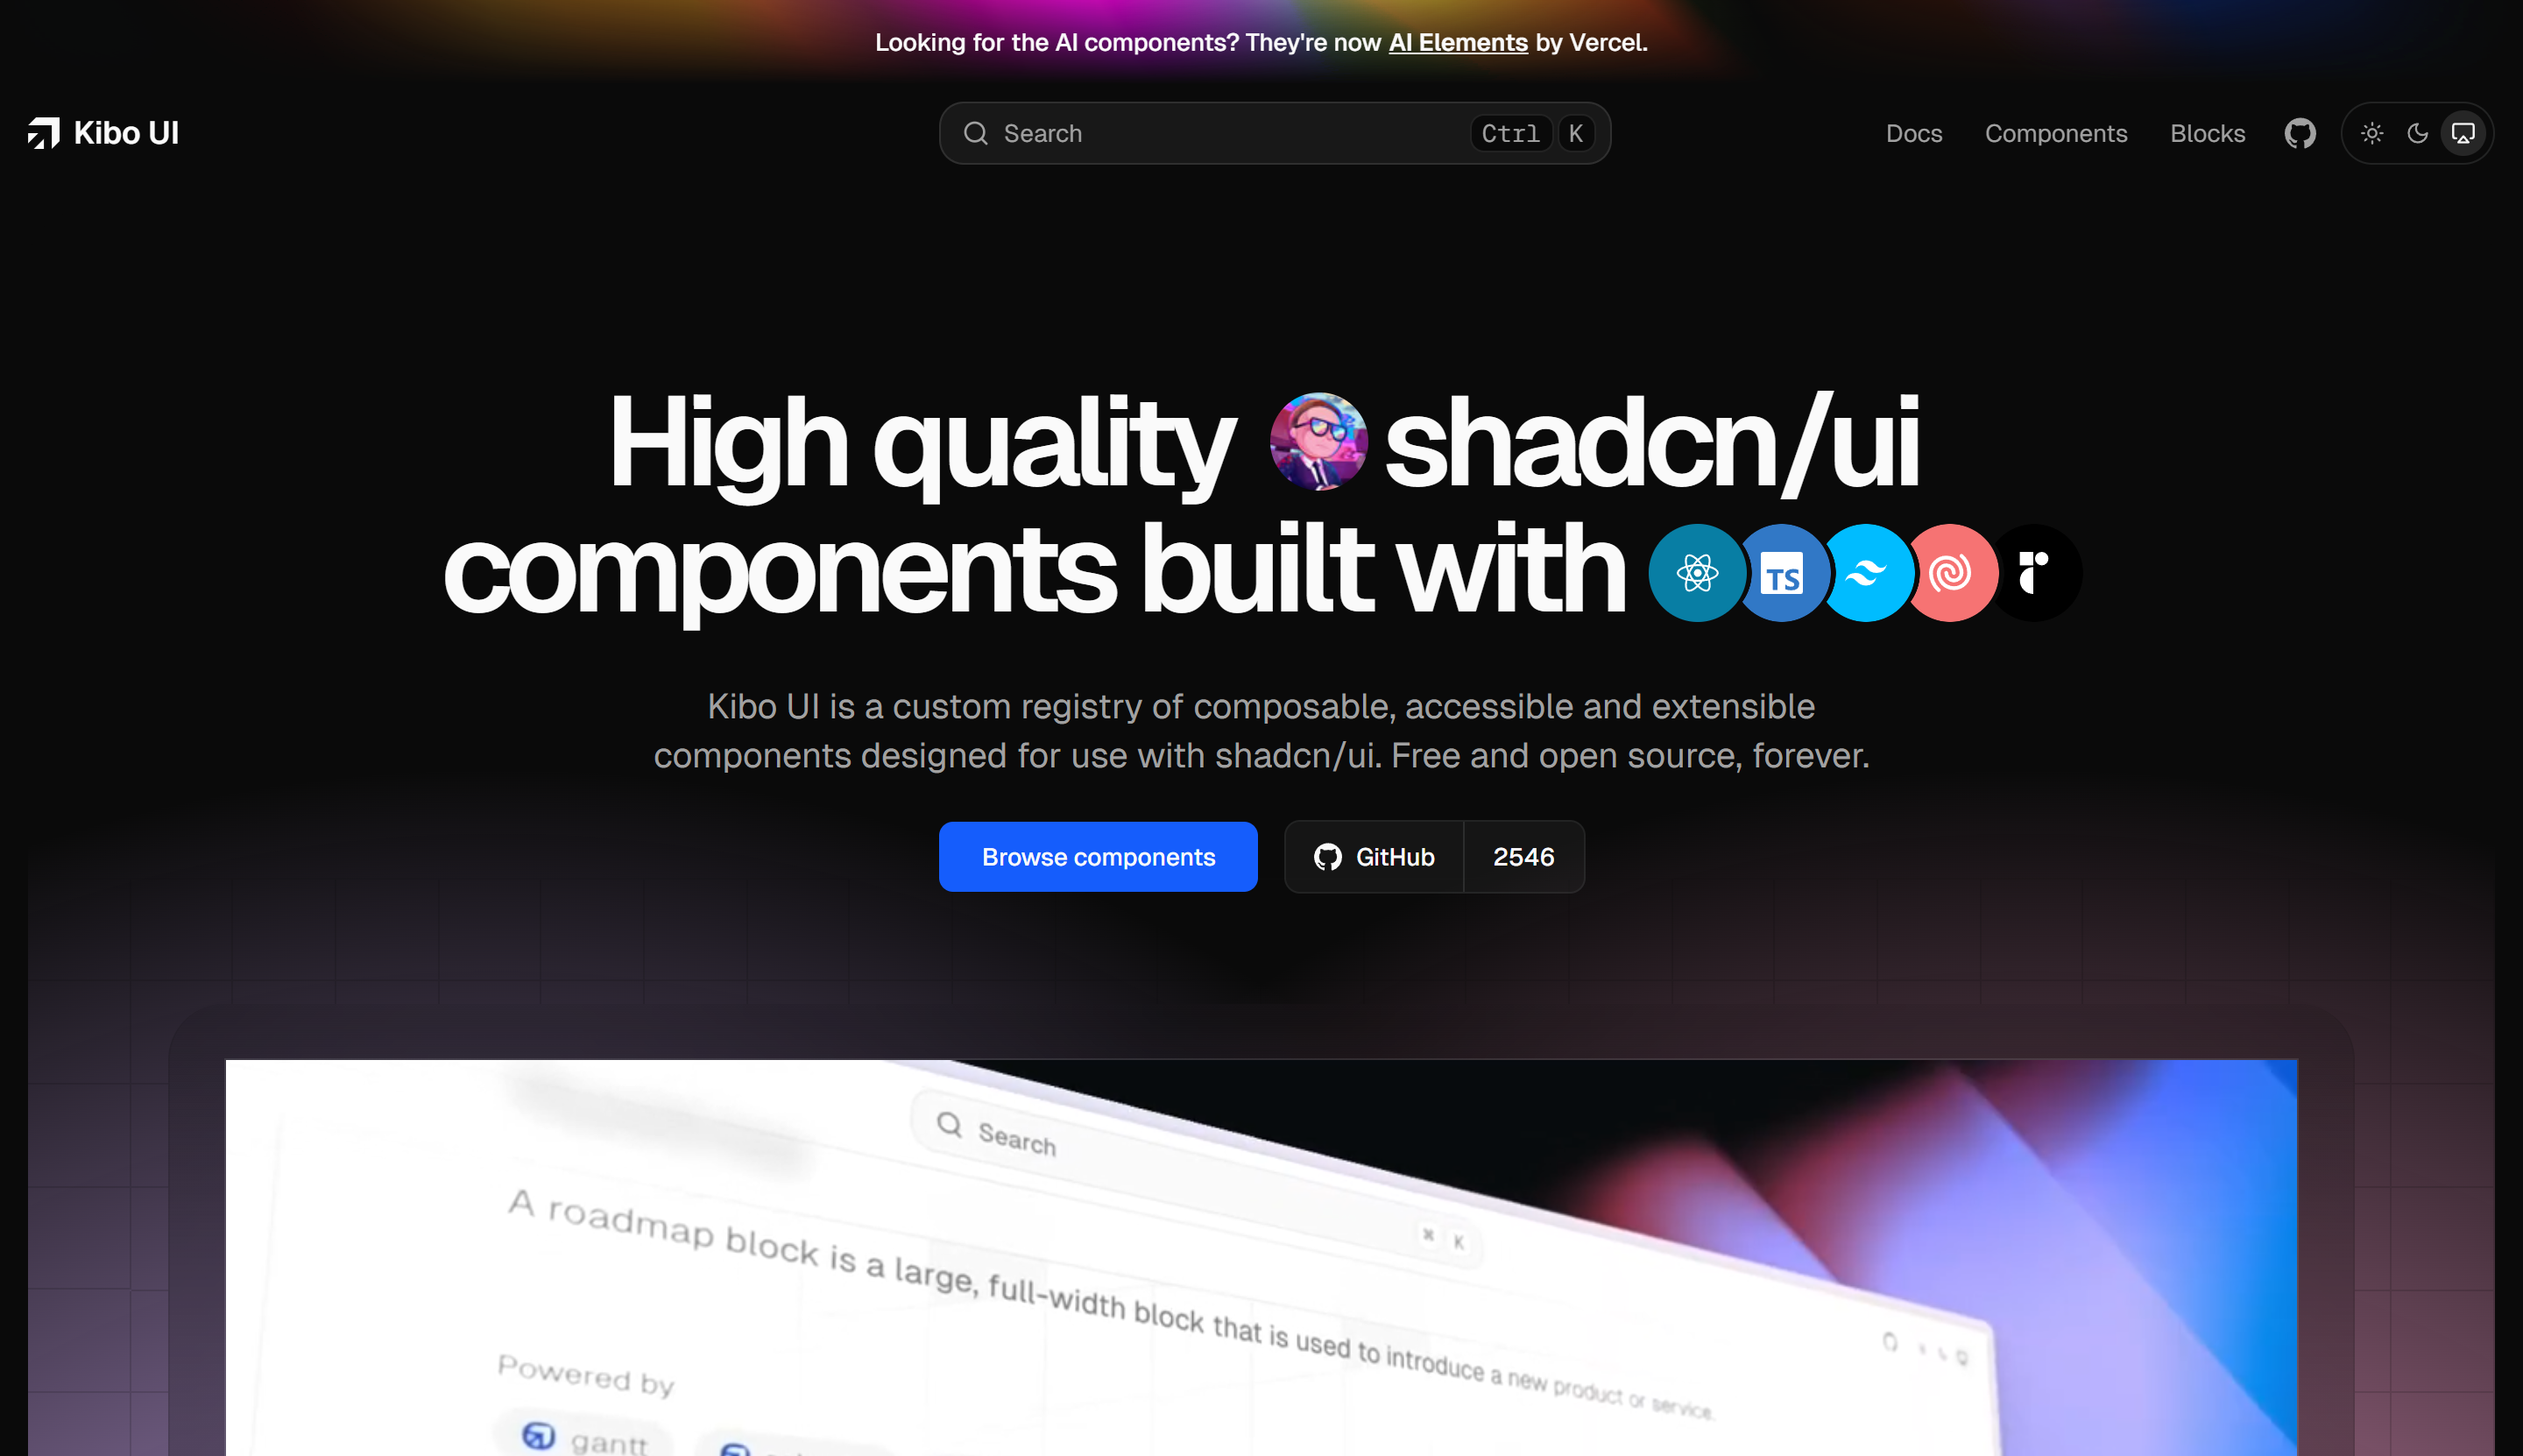 Looking for the AI components? They're now AI Elements by Vercel.
Kibo UI
Search
Ctrl K
Docs
Components
Blocks
High quality shadcn/ui
components built with
TS
Kibo UI is a custom registry of composable, accessible and extensible
components designed for use with shadcn/ui. Free and open source, forever.
Browse components
GitHub
2546
Search
⌘ K
A roadmap block is a large, full-width block that is used to introduce a new product or service.
Powered by
gantt